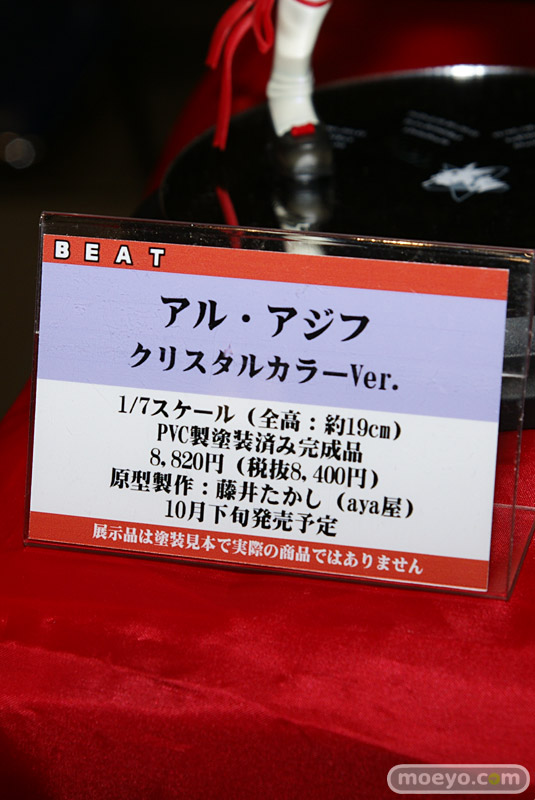 BEAT
アル・アジフ
クリスタルカラーVer.
1/7スケール（全高：約19cm）
PVC製塗装済み完成品
8,820円（税抜8,400円）
原型製作：藤井たかし（aya屋）
10月下旬発売予定
展示品は塗装見本で実際の商品ではありません
moeyo.com